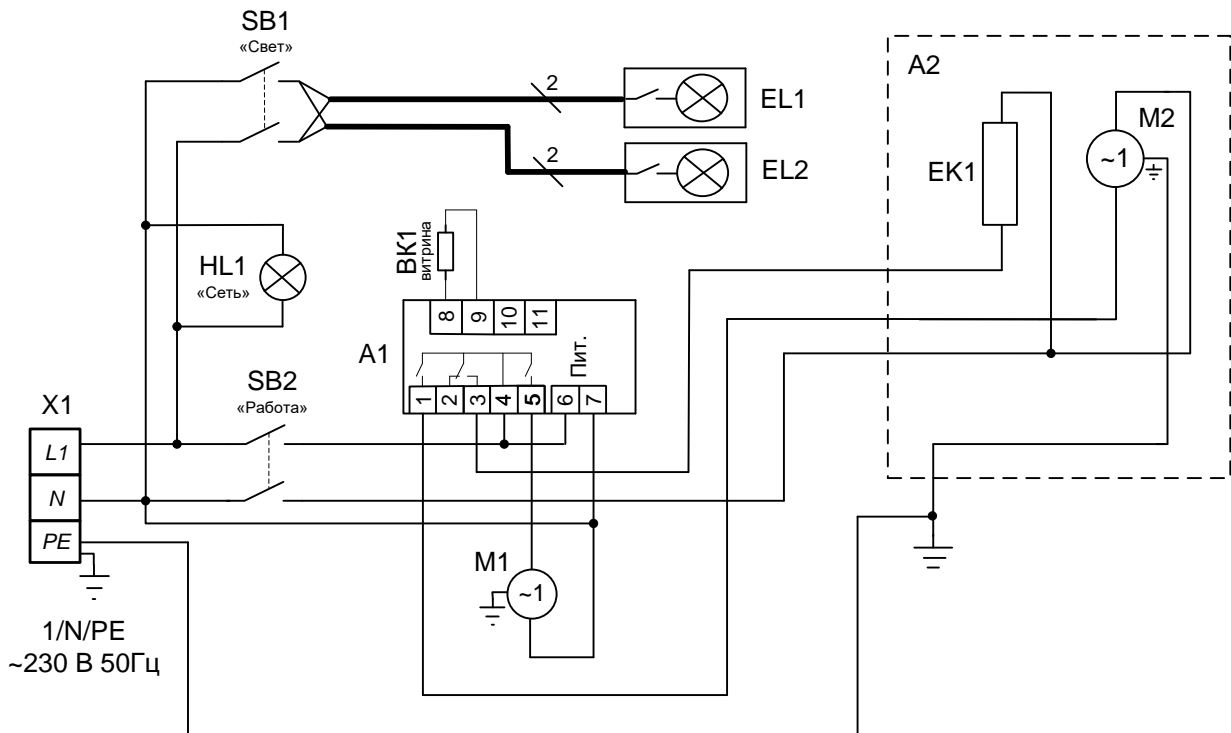 SB1
«Свет»
2
EL1
2
EL2
A2
M2
~1
EK1
HL1
«Сеть»
BK1
витрина
8
9
10
11
A1
Пит.
1
2
3
4
5
6
7
SB2
«Работа»
X1
L1
N
PE
M1
~1
1/N/PE
~230 В 50Гц